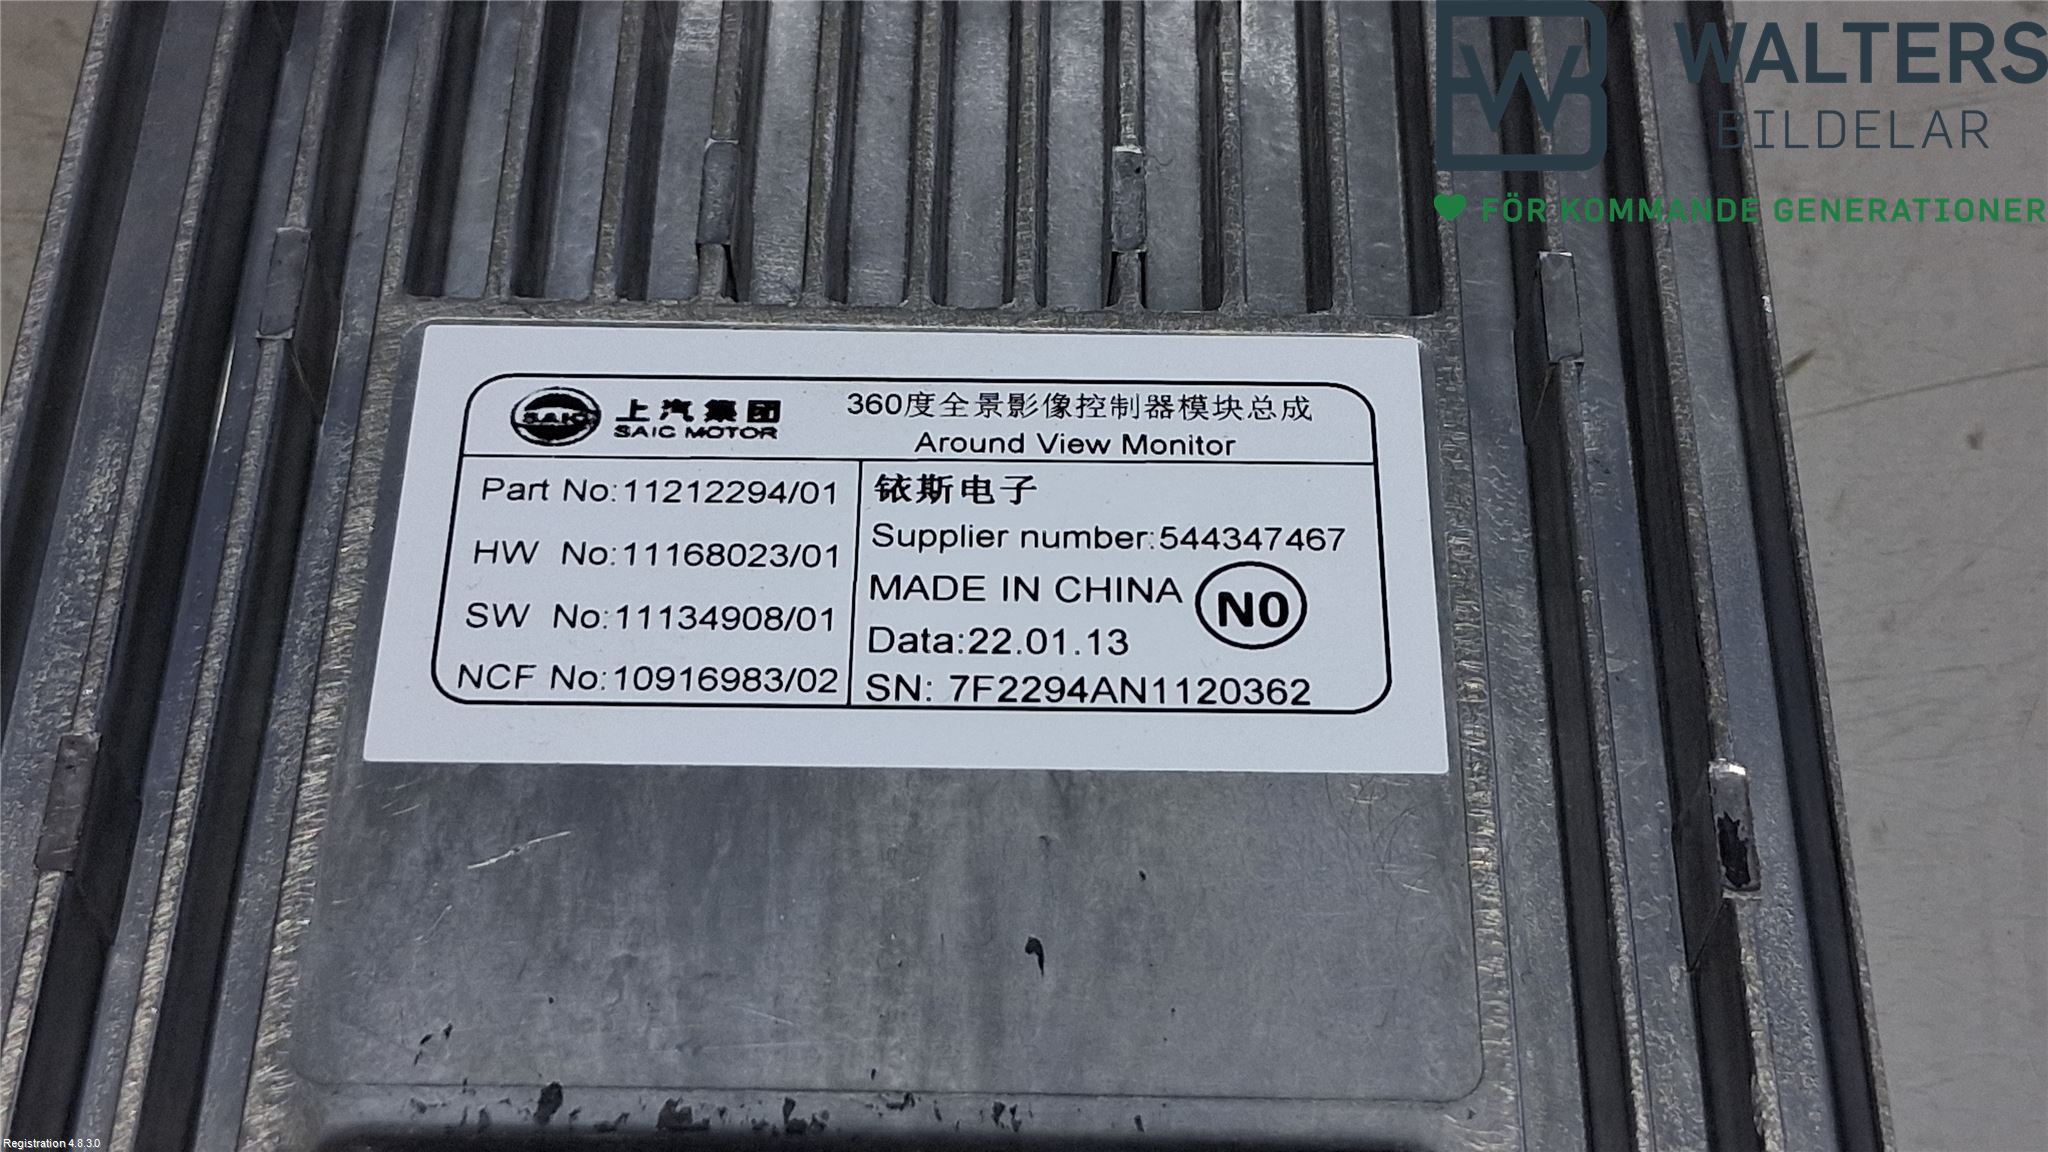 WALTERS
BILDELAR
FÖR KOMMANDE GENERATIONER
SAIC
上汽集团
SAIC MOTOR
360度全景影像控制器模块总成
Around View Monitor
Part No:11212294/01
HW No:11168023/01
SW No:11134908/01
NCF No:10916983/02
铱斯电子
Supplier number:544347467
MADE IN CHINA
N0
Data:22.01.13
SN: 7F2294AN1120362
Registration 4.8.3.0